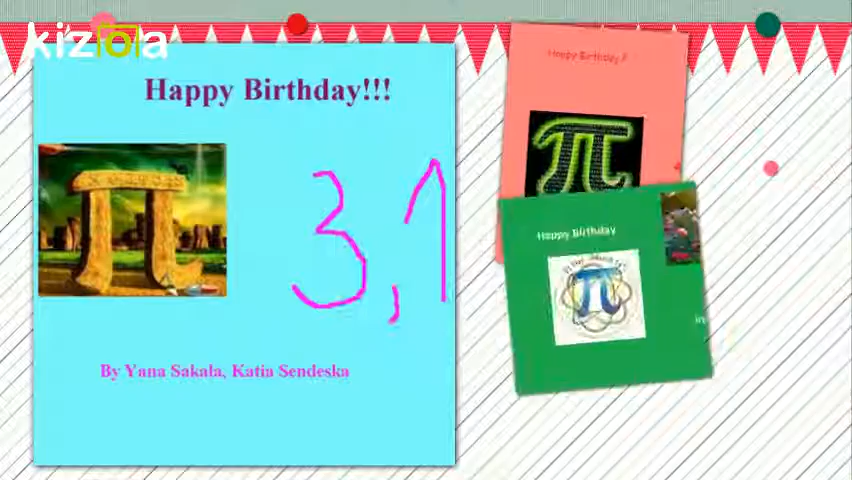 kizoa
Happy Birthday!!!
3,1
By Yana Sakala, Katia Sendeska
Happy Birthday
Happy Birthday